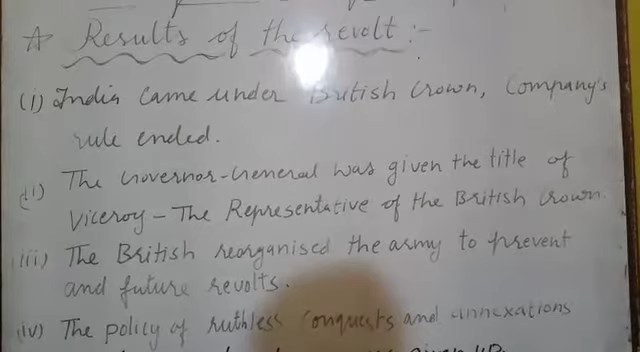 ☆ Results of the revolt :-
(i) India came under British Crown, Company's
rule ended.
(ii) The Governor-General was given the title of
Viceroy - The Representative of the British Crown.
(iii) The British reorganised the army to prevent
and future revolts.
(iv) The policy of ruthless conquests and annexations
given up.